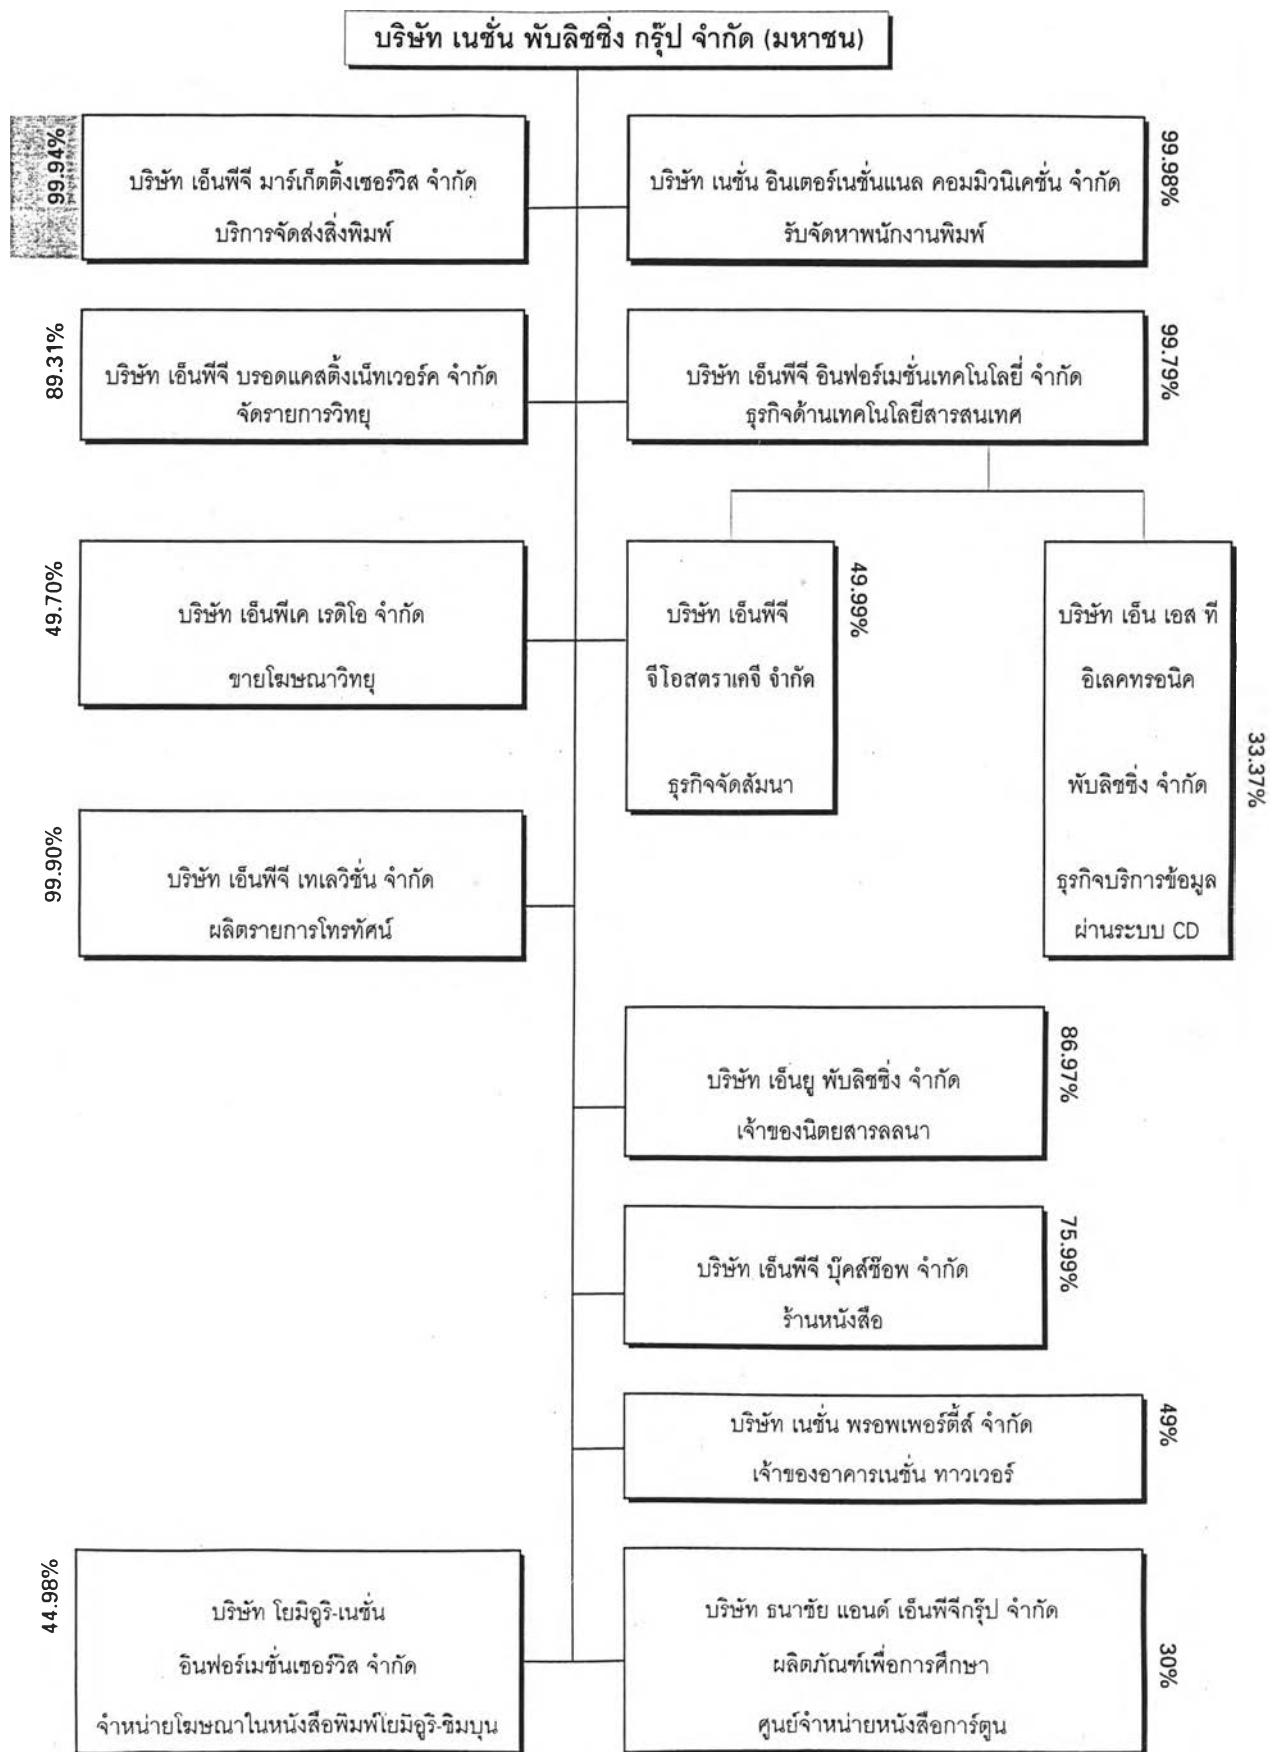 บริษัท เนชั่น พับลิชชิ่ง กรุ๊ป จำกัด (มหาชน)
99.94%
บริษัท เอ็นพีจี มาร์เก็ตติ้งเซอร์วิส จำกัด
บริการจัดส่งสิ่งพิมพ์
บริษัท เนชั่น อินเตอร์เนชั่นแนล คอมมิวนิเคชั่น จำกัด
รับจัดหาพนักงานพิมพ์
99.98%
89.31%
บริษัท เอ็นพีจี บรอดแคสติ้งเน็ทเวอร์ค จำกัด
จัดรายการวิทยุ
บริษัท เอ็นพีจี อินฟอร์เมชั่นเทคโนโลยี่ จำกัด
ธุรกิจด้านเทคโนโลยีสารสนเทศ
99.79%
49.70%
บริษัท เอ็นพีเค เรดิโอ จำกัด
ขายโฆษณาวิทยุ
บริษัท เอ็นพีจี
จีโอสตราเคจี จำกัด
ธุรกิจจัดสัมนา
49.99%
บริษัท เอ็น เอส ที
อิเลคทรอนิค
พับลิชชิ่ง จำกัด
ธุรกิจบริการข้อมูล
ผ่านระบบ CD
33.37%
99.90%
บริษัท เอ็นพีจี เทเลวิชั่น จำกัด
ผลิตรายการโทรทัศน์
บริษัท เอ็นยู พับลิชชิ่ง จำกัด
เจ้าของนิตยสารลลนา
86.97%
บริษัท เอ็นพีจี บุ๊คส์ช๊อพ จำกัด
ร้านหนังสือ
75.99%
บริษัท เนชั่น พรอพเพอร์ตี้ส์ จำกัด
เจ้าของอาคารเนชั่น ทาวเวอร์
49%
44.98%
บริษัท โยมิอูริ-เนชั่น
อินฟอร์เมชั่นเซอร์วิส จำกัด
จำหน่ายโฆษณาในหนังสือพิมพ์โยมิอูริ-ชิมบุน
บริษัท ธนาชัย แอนด์ เอ็นพีจีกรุ๊ป จำกัด
ผลิตภัณฑ์เพื่อการศึกษา
ศูนย์จำหน่ายหนังสือการ์ตูน
30%